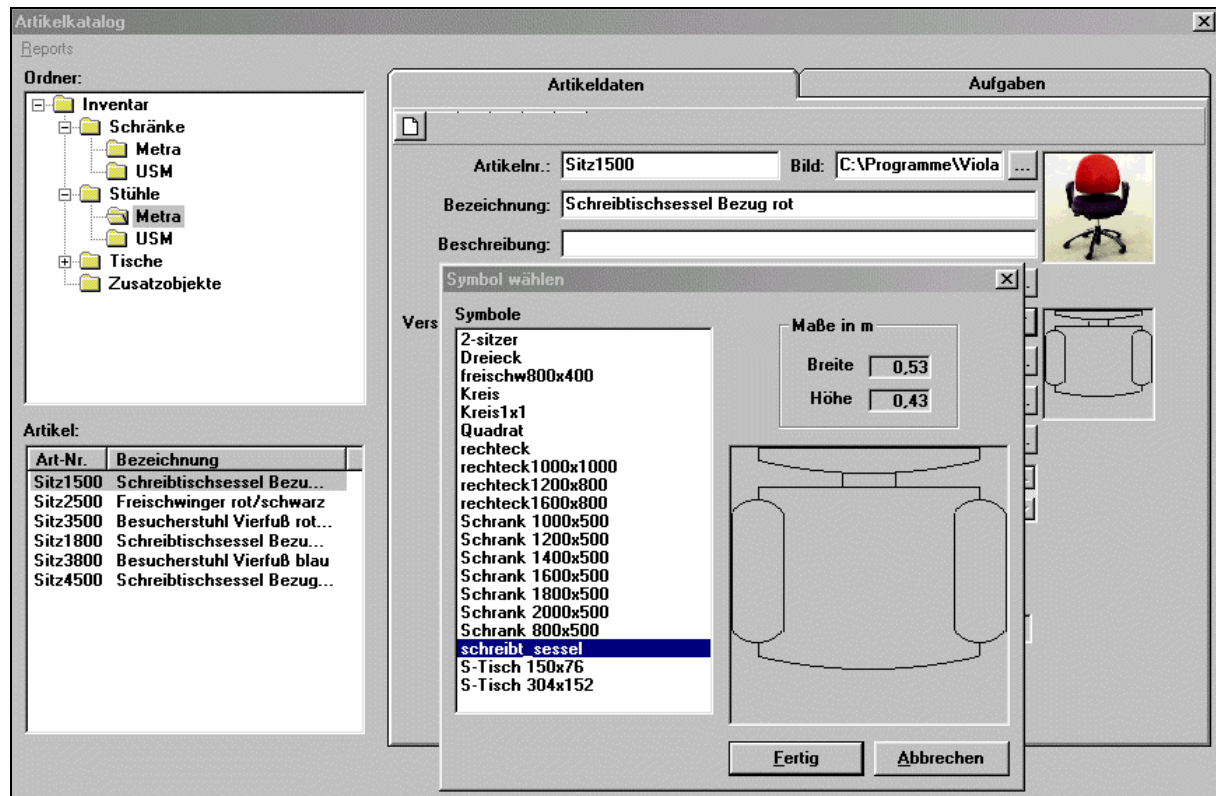 Artikelkatalog
Reports
Ordner:
Inventar
Schränke
Metra
USM
Stühle
Metra
USM
Tische
Zusatzobjekte
Artikel:
Art-Nr. Bezeichnung
Sitz1500 Schreibtischsessel Bezu...
Sitz2500 Freischwinger rot/schwarz
Sitz3500 Besucherstuhl Vierfuß rot...
Sitz1800 Schreibtischsessel Bezu...
Sitz3800 Besucherstuhl Vierfuß blau
Sitz4500 Schreibtischsessel Bezug...
Artikeldaten Aufgaben
Artikelnr.: Sitz1500 Bild: C:\Programme\Viola ...
Bezeichnung: Schreibtischsessel Bezug rot
Beschreibung:
Vers
Symbol wählen
Symbole
2-sitzer
Dreieck
freischw800x400
Kreis
Kreis1x1
Quadrat
rechteck
rechteck1000x1000
rechteck1200x800
rechteck1600x800
Schrank 1000x500
Schrank 1200x500
Schrank 1400x500
Schrank 1600x500
Schrank 1800x500
Schrank 2000x500
Schrank 800x500
schreibt_sessel
S-Tisch 150x76
S-Tisch 304x152
Maße in m
Breite 0,53
Höhe 0,43
Fertig Abbrechen